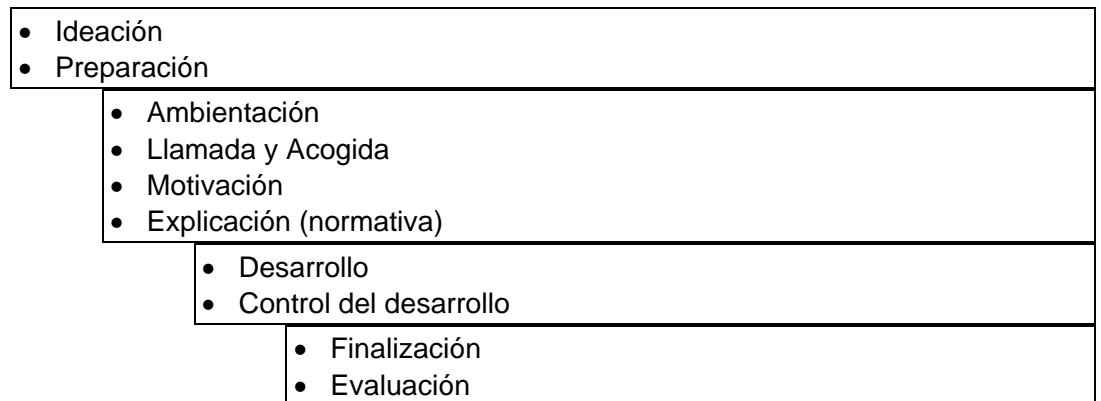 • Ideación
• Preparación
• Ambientación
• Llamada y Acogida
• Motivación
• Explicación (normativa)
• Desarrollo
• Control del desarrollo
• Finalización
• Evaluación